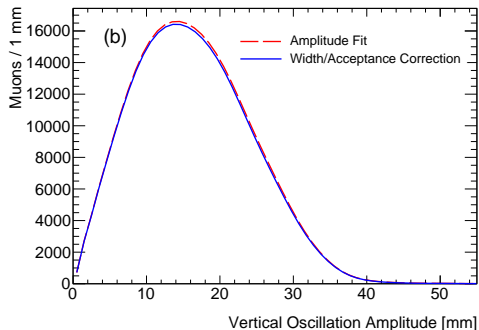 Muons / 1 mm
16000
14000
12000
10000
8000
6000
4000
2000
0
(b)
Amplitude Fit
Width/Acceptance Correction
0 10 20 30 40 50
Vertical Oscillation Amplitude [mm]